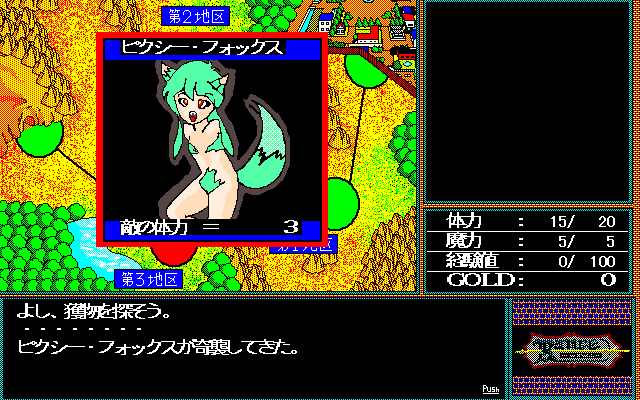 第2地区
ピクシー・フォックス
敵の体力 = 3
第3地区
体力 : 15/ 20
魔力 : 5/ 5
経験値 : 0/ 100
GOLD: 0
よし、獲物を探そう。
- - - - - - - -
ピクシー・フォックスが奇襲してきた。
Push